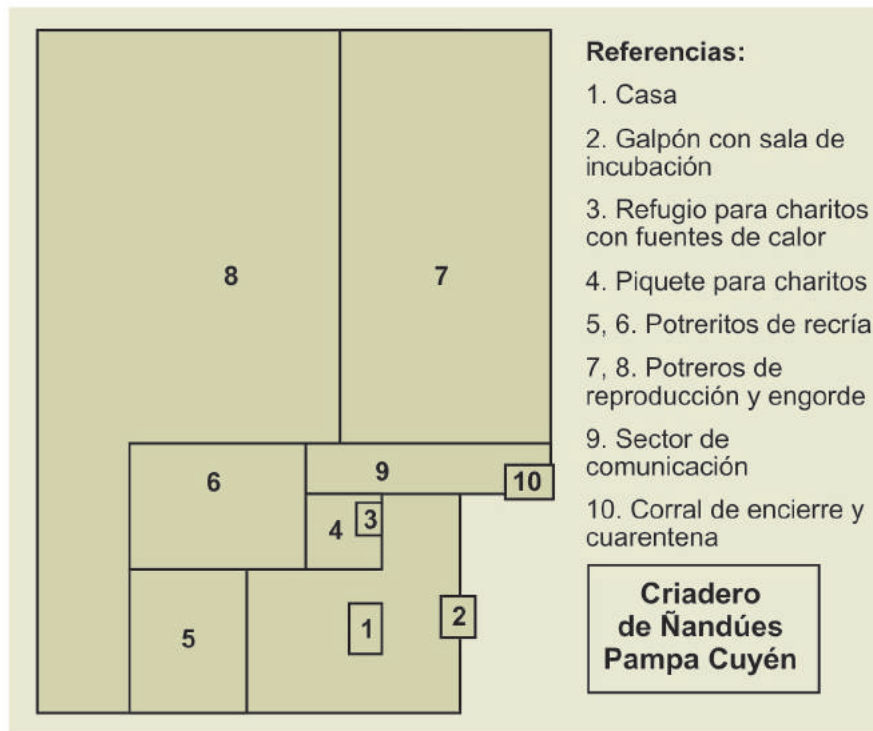 8
7
6
9
10
4
3
5
1
2
Referencias:
1. Casa
2. Galpón con sala de
incubación
3. Refugio para charitos
con fuentes de calor
4. Piquete para charitos
5, 6. Potreritos de recría
7, 8. Potreros de
reproducción y engorde
9. Sector de
comunicación
10. Corral de encierre y
cuarentena
Criadero
de Ñandúes
Pampa Cuyén